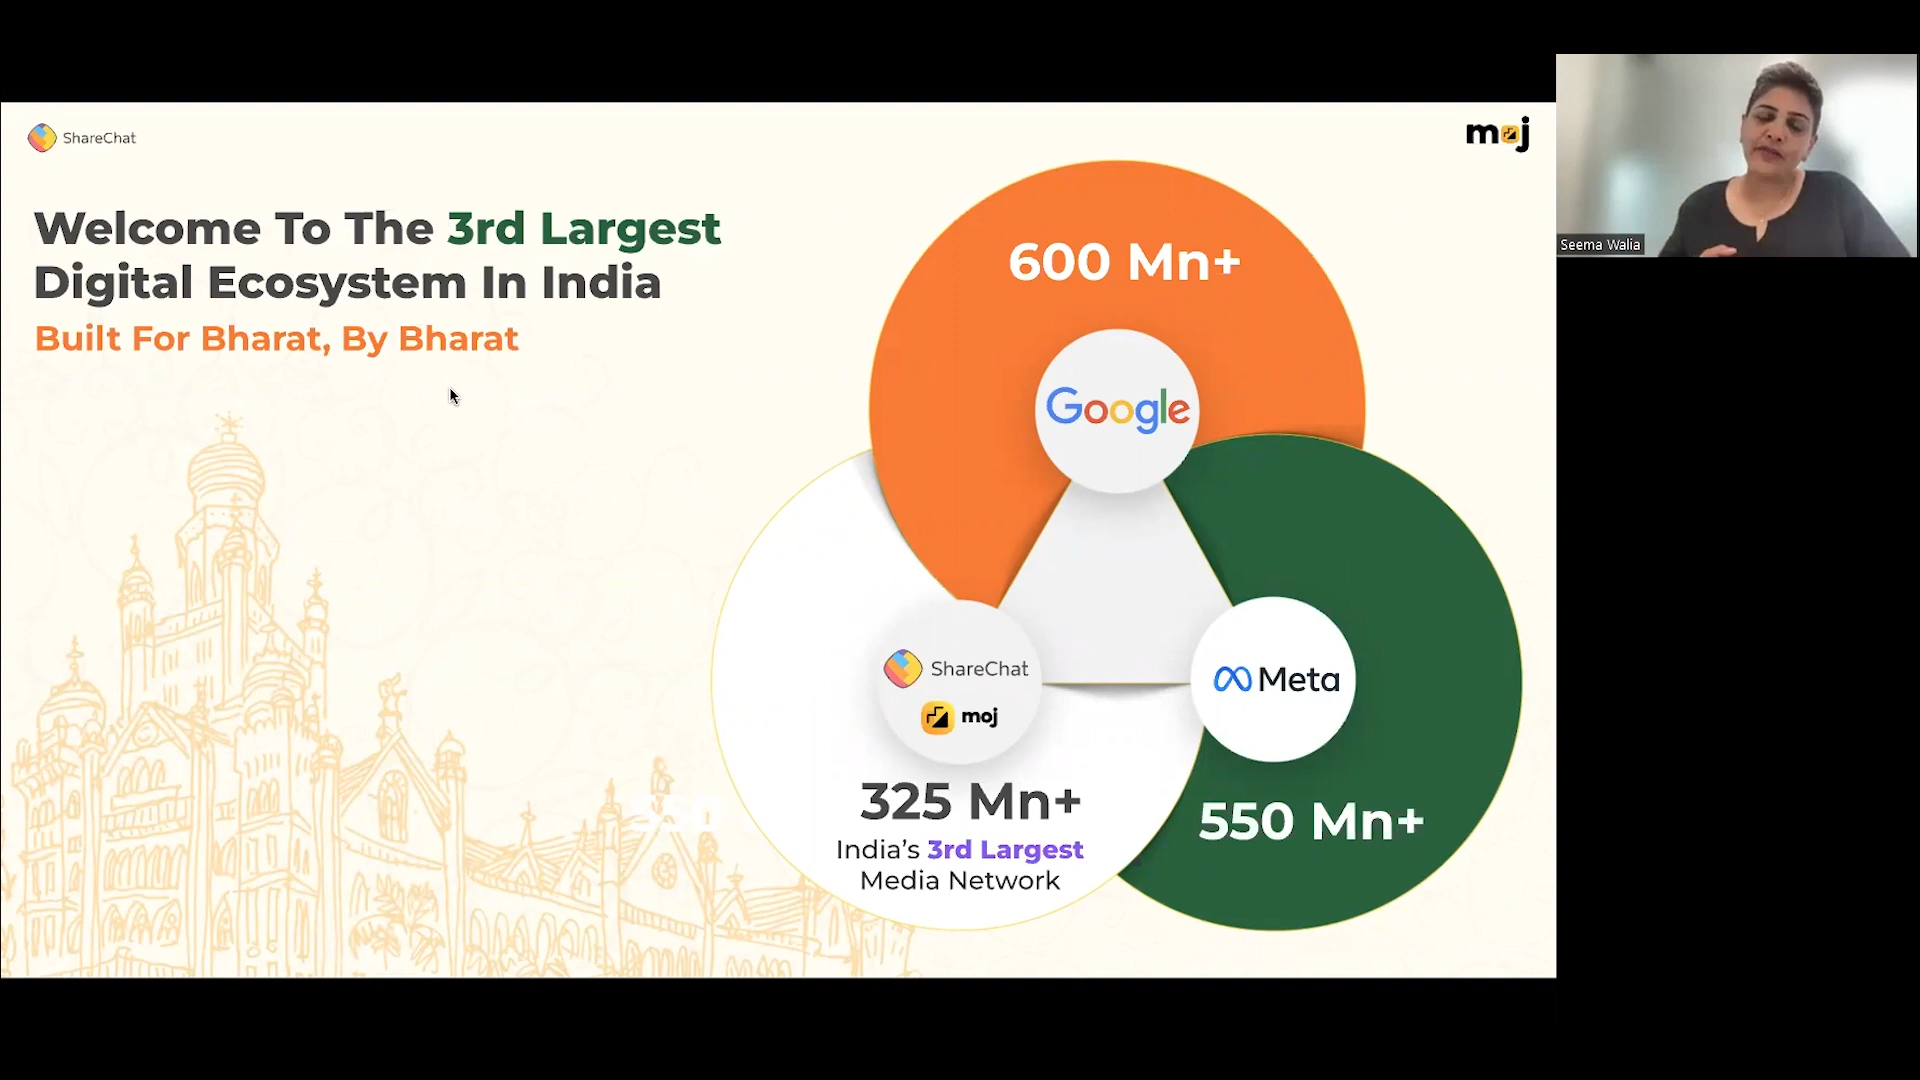 ShareChat
moj
Welcome To The 3rd Largest
Digital Ecosystem In India
Built For Bharat, By Bharat
600 Mn+
Google
ShareChat
moj
325 Mn+
India's 3rd Largest
Media Network
Meta
550 Mn+
Seema Walia